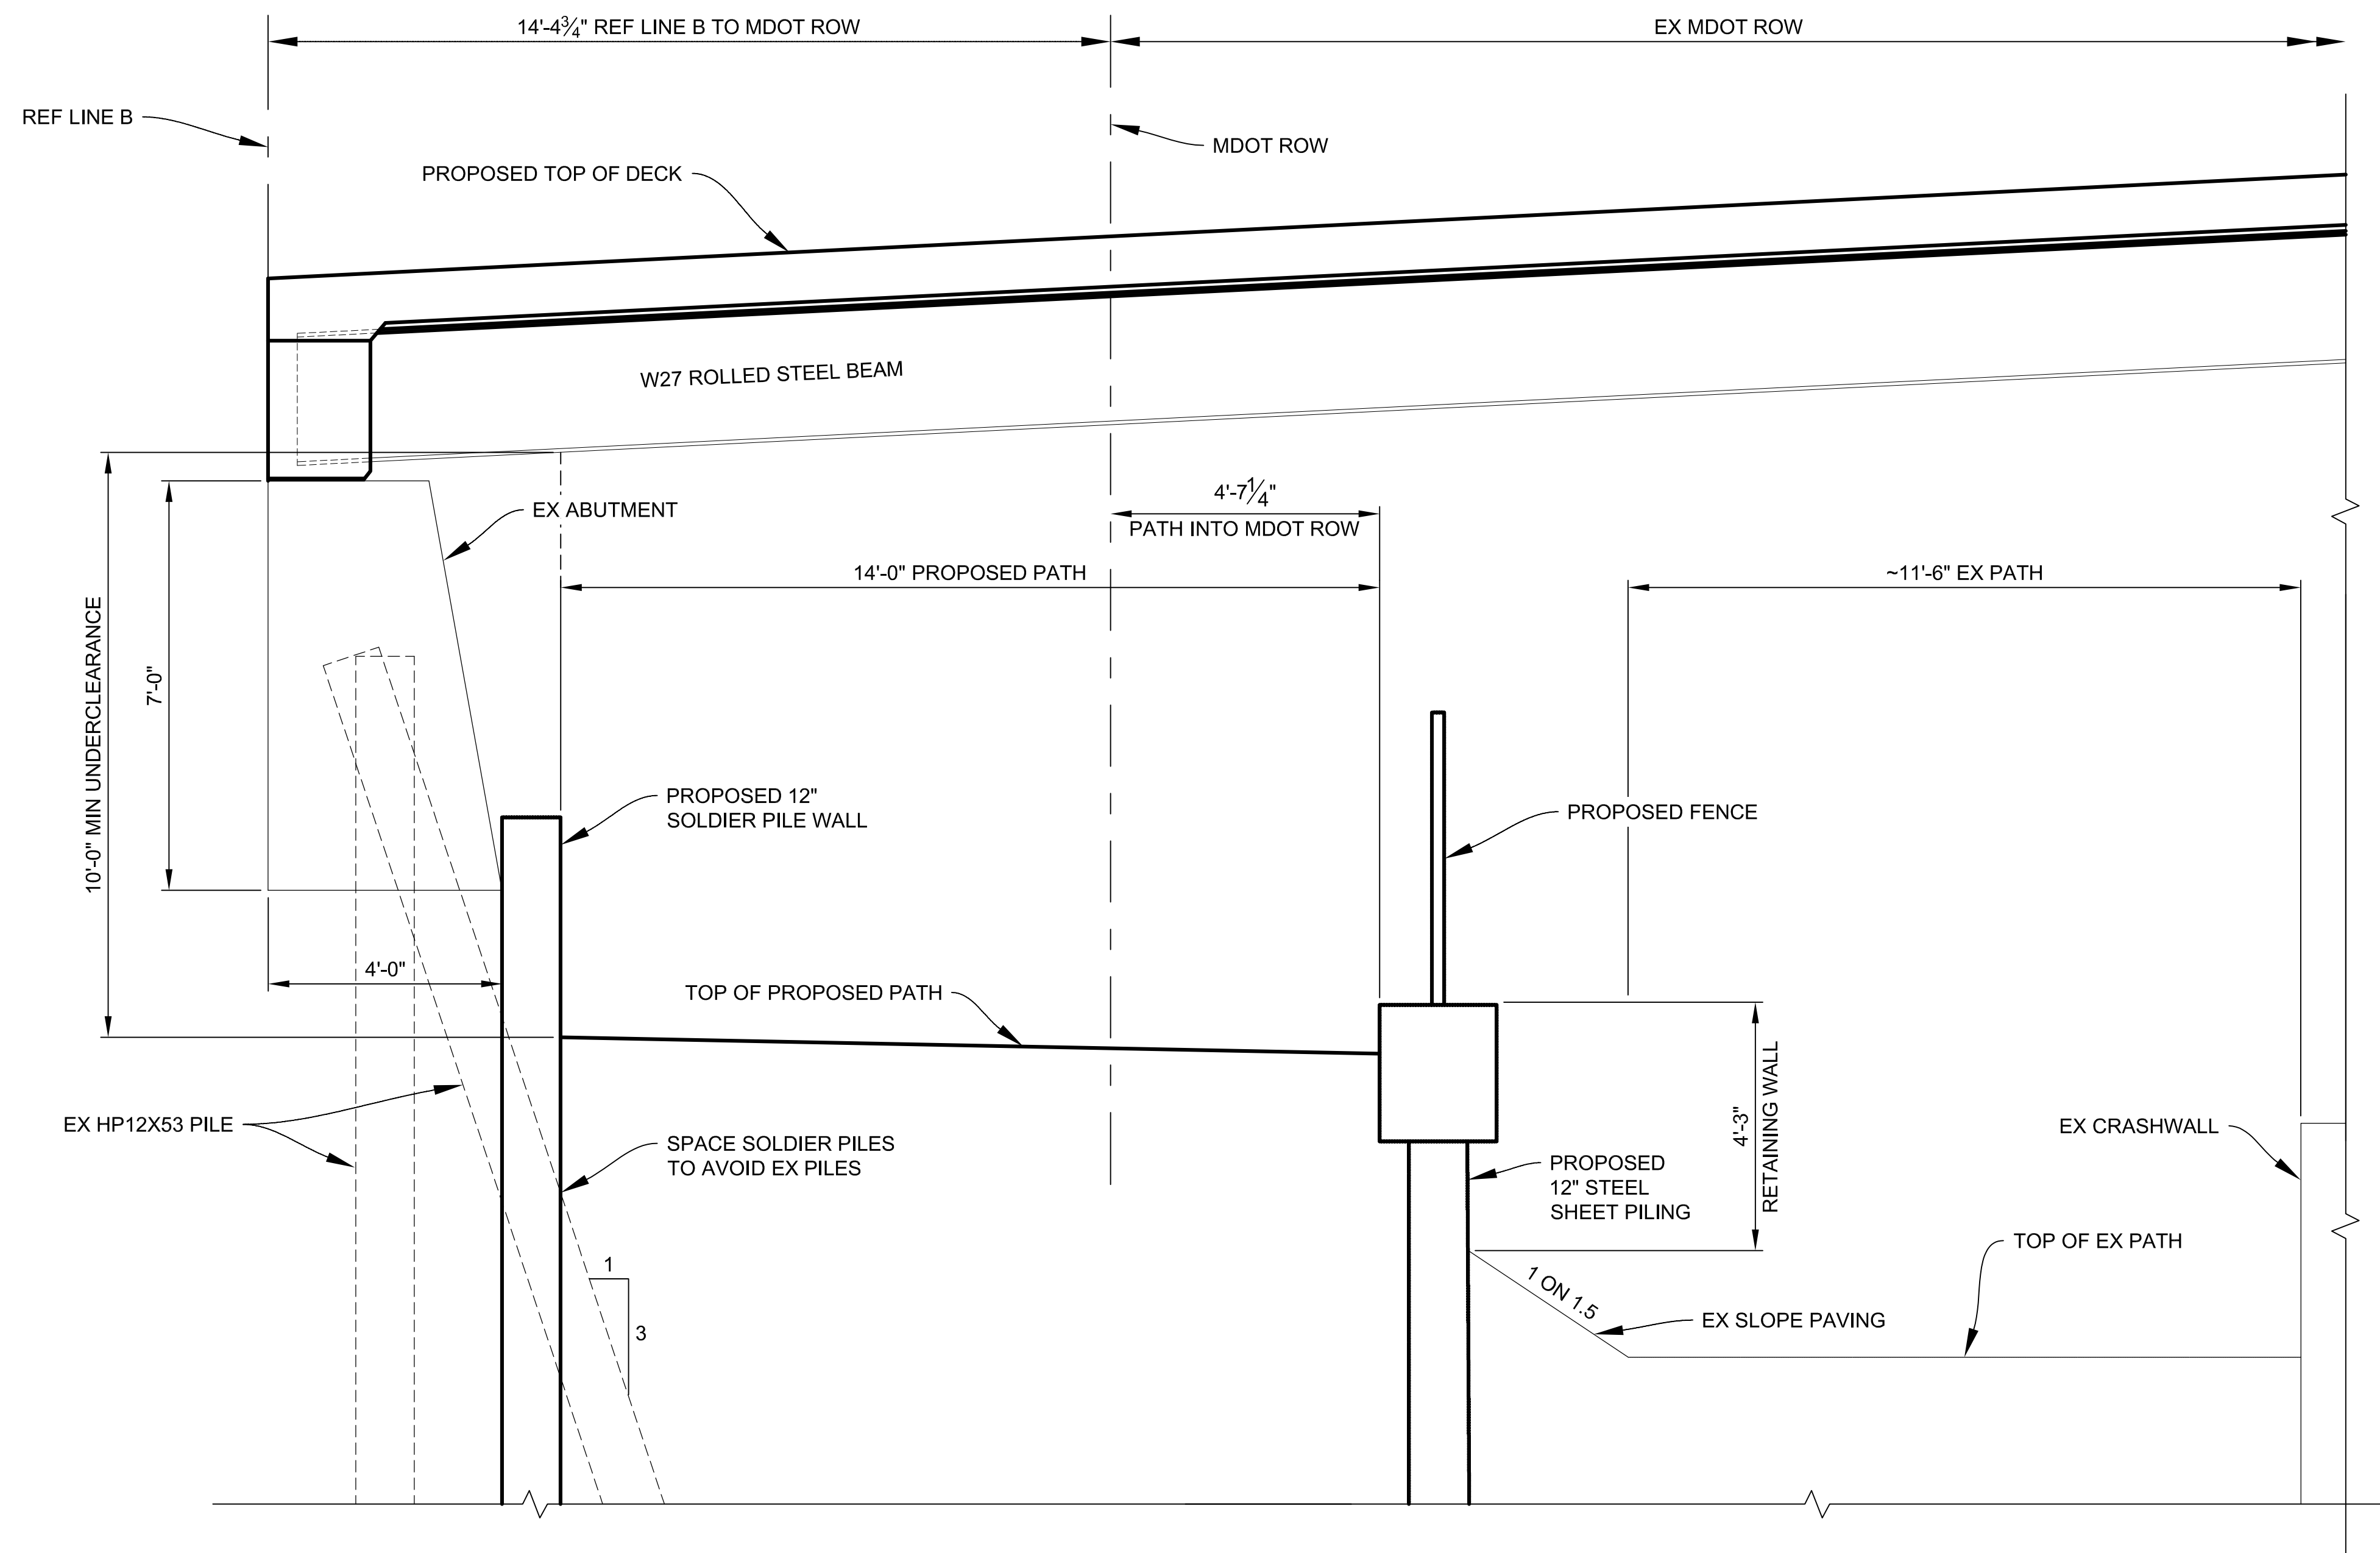 14'-4¾" REF LINE B TO MDOT ROW
EX MDOT ROW
REF LINE B
MDOT ROW
PROPOSED TOP OF DECK
W27 ROLLED STEEL BEAM
4'-7¼"
PATH INTO MDOT ROW
EX ABUTMENT
14'-0" PROPOSED PATH
~11'-6" EX PATH
10'-0" MIN UNDERCLEARANCE
7'-0"
PROPOSED 12"
SOLDIER PILE WALL
PROPOSED FENCE
4'-0"
TOP OF PROPOSED PATH
EX HP12X53 PILE
SPACE SOLDIER PILES
TO AVOID EX PILES
4'-3"
RETAINING WALL
EX CRASHWALL
PROPOSED
12" STEEL
SHEET PILING
TOP OF EX PATH
1
3
1 ON 1.5
EX SLOPE PAVING